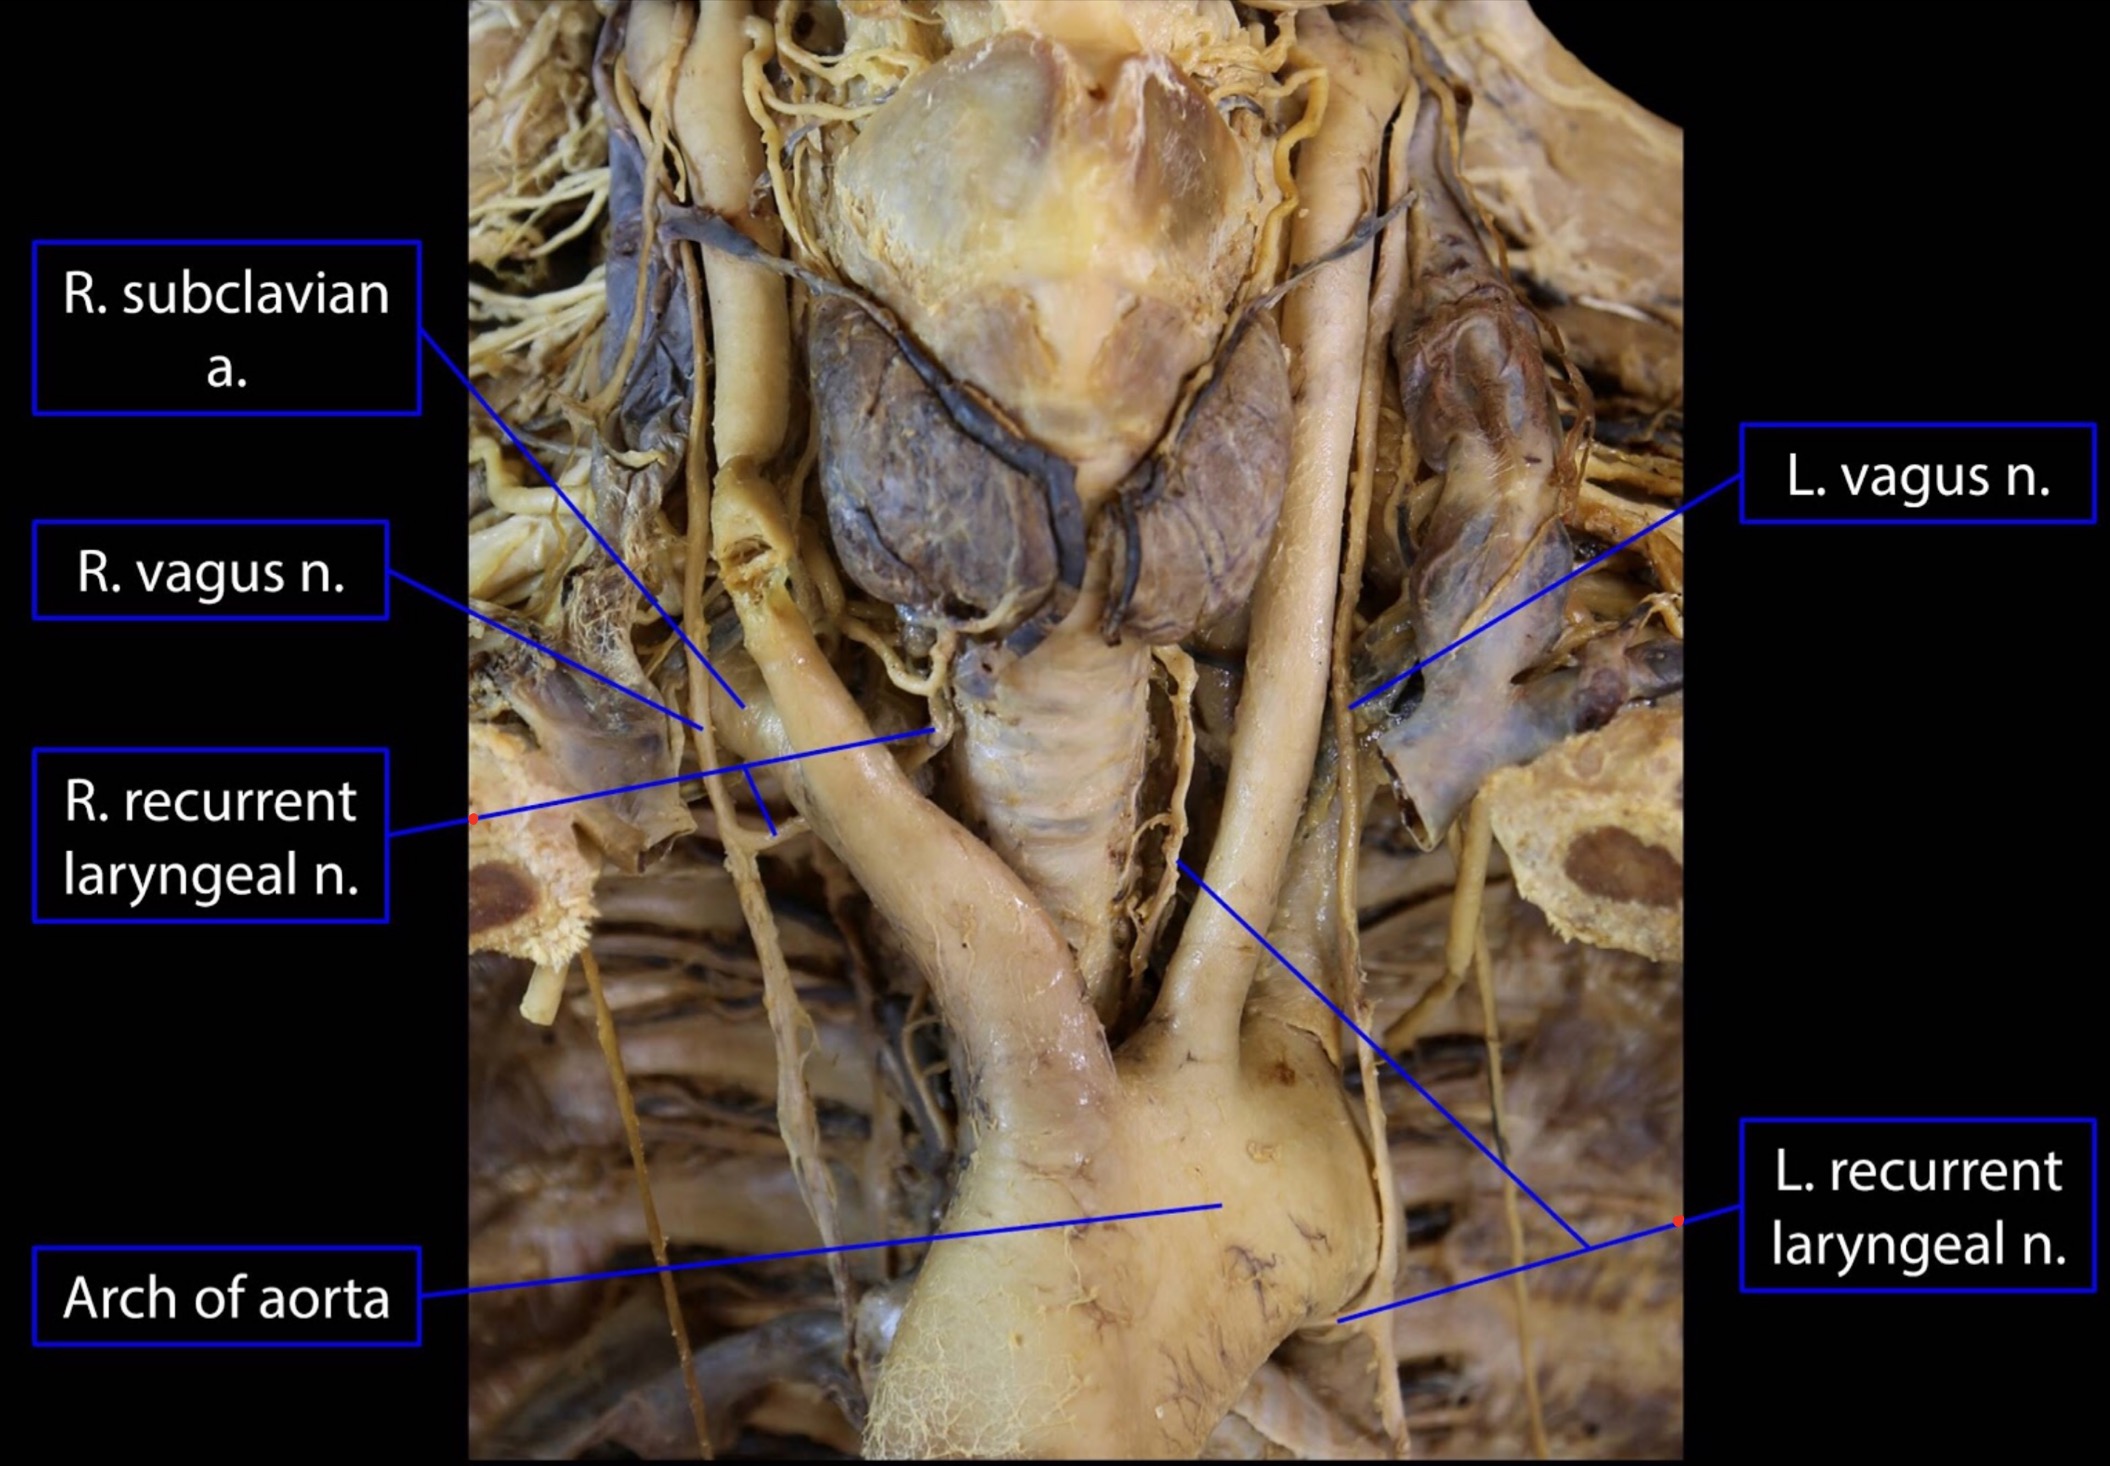 R. subclavian
a.
R. vagus n.
R. recurrent
laryngeal n.
Arch of aorta
L. vagus n.
L. recurrent
laryngeal n.